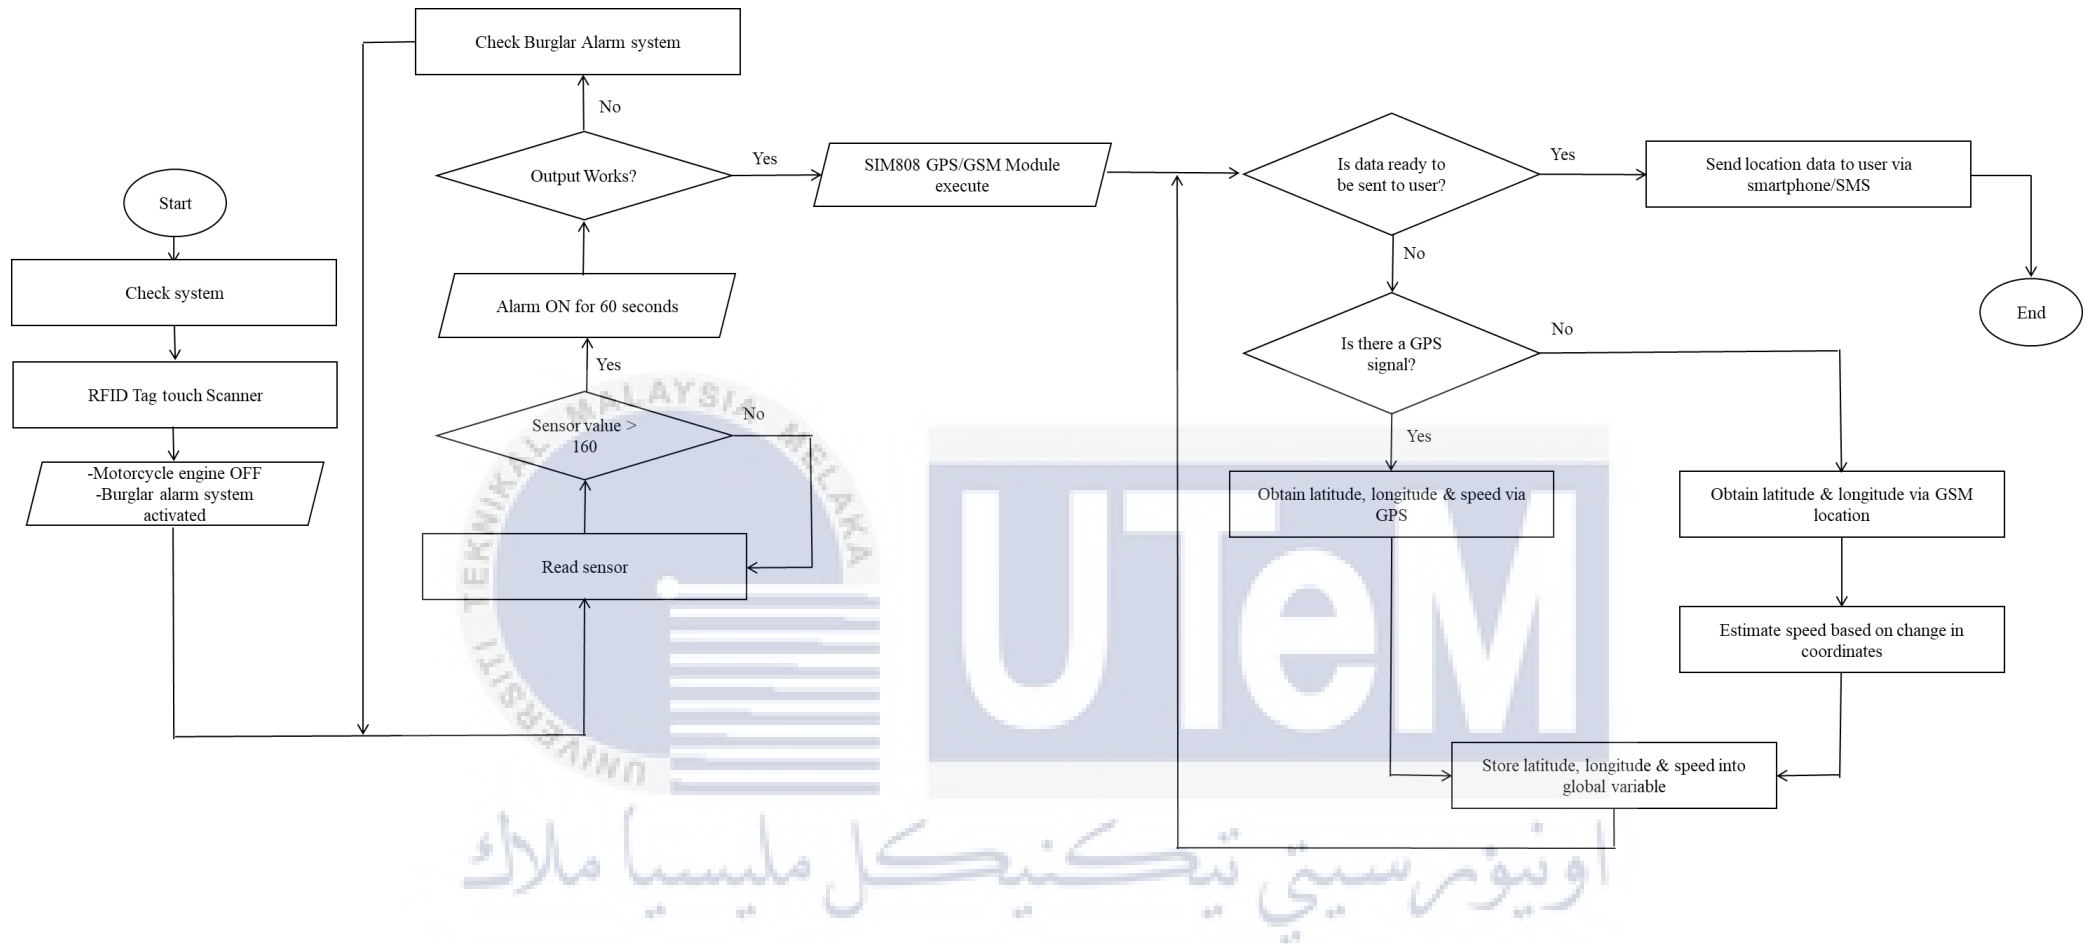 Start
Check system
RFID Tag touch Scanner
-Motorcycle engine OFF
-Burglar alarm system
activated
Check Burglar Alarm system
No
Output Works?
Yes
Alarm ON for 60 seconds
Yes
Sensor value >
160
No
Read sensor
SIM808 GPS/GSM Module
execute
Is data ready to
be sent to user?
Yes
Send location data to user via
smartphone/SMS
End
No
Is there a GPS
signal?
No
Yes
Obtain latitude, longitude & speed via
GPS
Obtain latitude & longitude via GSM
location
Estimate speed based on change in
coordinates
Store latitude, longitude & speed into
global variable
UNIVERSITI TEKNIKAL MALAYSIA MELAKA
UTeM
اونيۏرسيتي تيكنيكل مليسيا ملاك